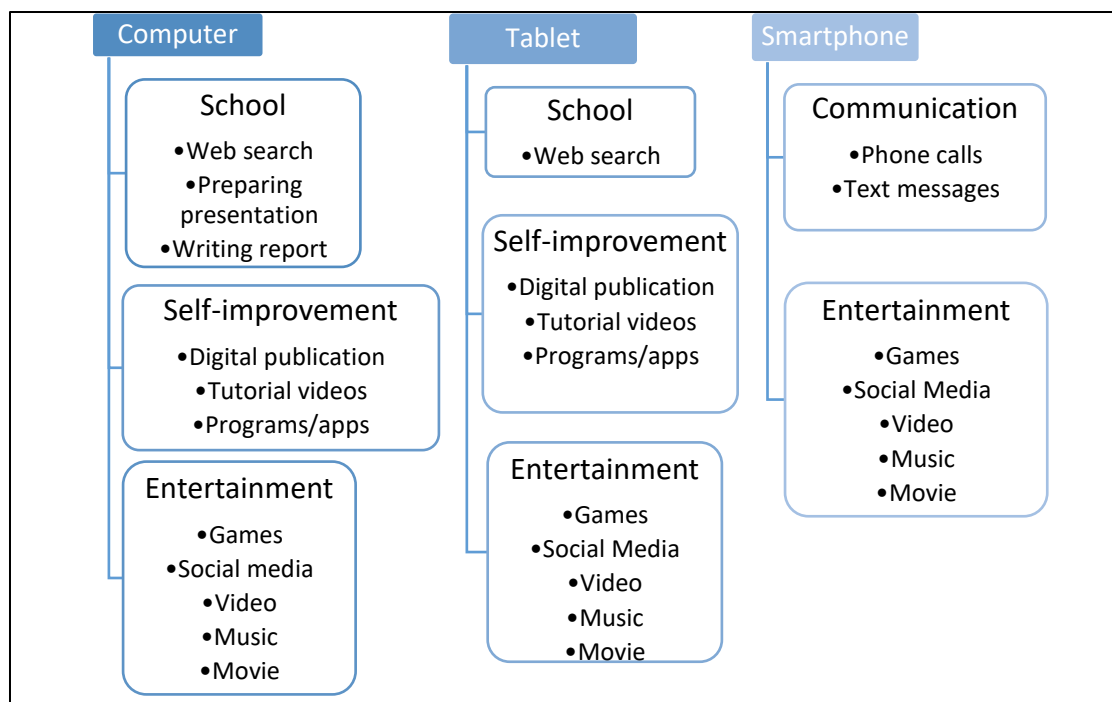 Computer
School
•Web search
•Preparing
presentation
•Writing report
Self-improvement
•Digital publication
•Tutorial videos
•Programs/apps
Entertainment
•Games
•Social media
•Video
•Music
•Movie
Tablet
School
•Web search
Self-improvement
•Digital publication
•Tutorial videos
•Programs/apps
Entertainment
•Games
•Social Media
•Video
•Music
•Movie
Smartphone
Communication
•Phone calls
•Text messages
Entertainment
•Games
•Social Media
•Video
•Music
•Movie